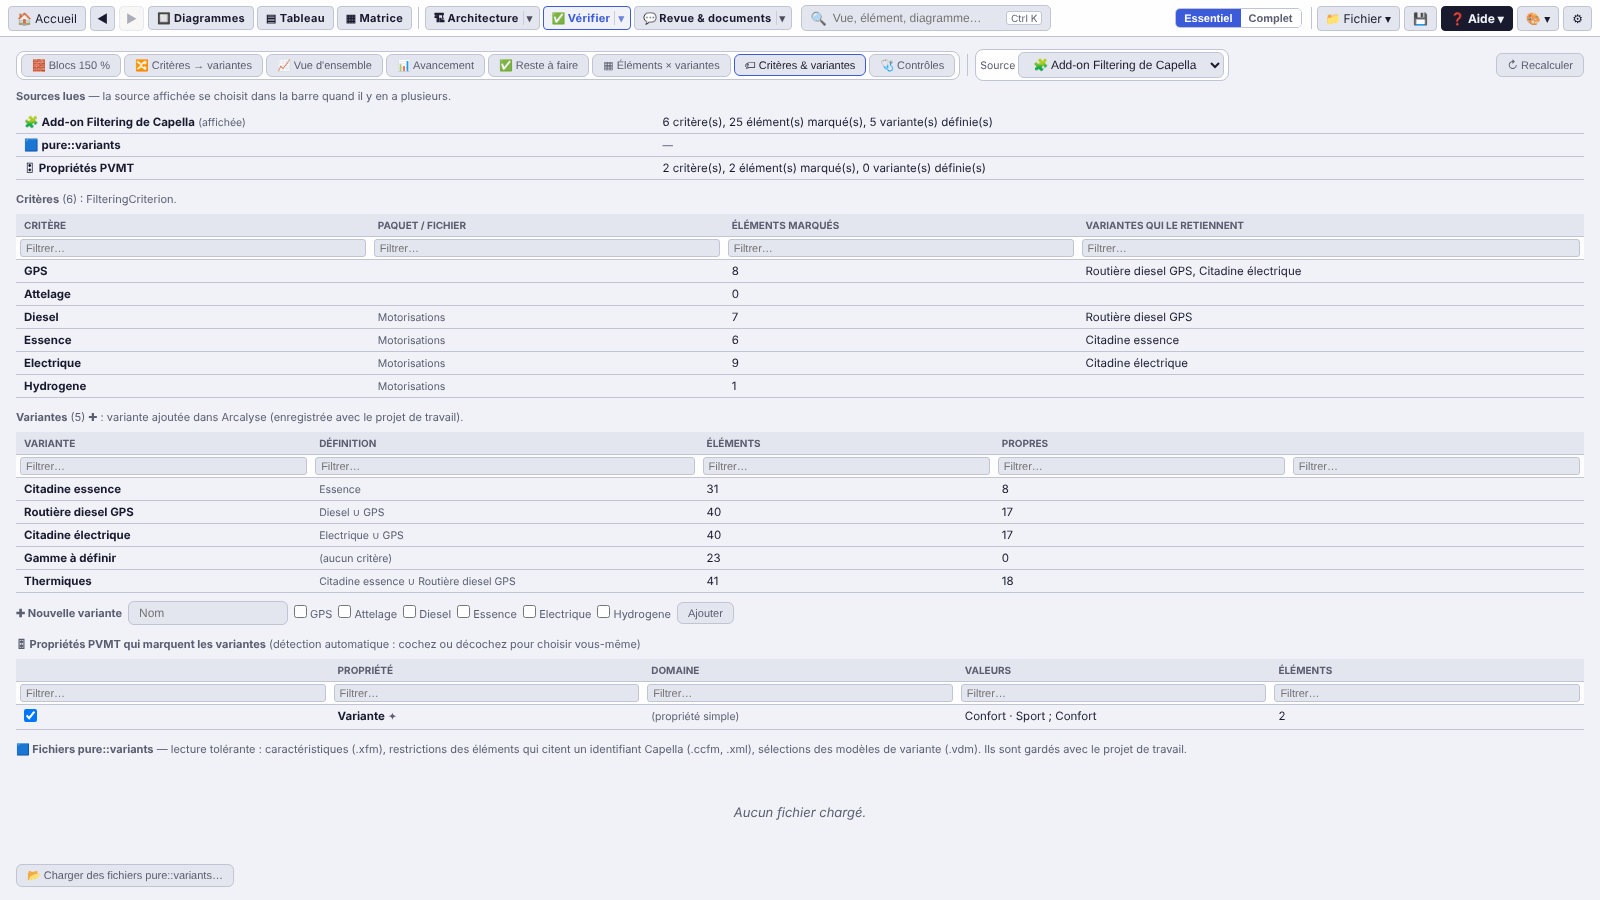 🏠 Accueil ◀ ▶ 🔲 Diagrammes ▤ Tableau ▦ Matrice 🏗 Architecture ▾ ✅ Vérifier ▾ 💬 Revue & documents ▾ 🔍 Vue, élément, diagramme… Ctrl K Essentiel Complet 📁 Fichier ▾ 💾 ❓ Aide ▾ 🎨 ▾ ⚙
🧱 Blocs 150 % 🔀 Critères → variantes 📈 Vue d'ensemble 📊 Avancement ✅ Reste à faire ▦ Éléments × variantes 🏷 Critères & variantes 🩺 Contrôles Source 🧩 Add-on Filtering de Capella ↻ Recalculer
Sources lues — la source affichée se choisit dans la barre quand il y en a plusieurs.
🧩 Add-on Filtering de Capella (affichée) 6 critère(s), 25 élément(s) marqué(s), 5 variante(s) définie(s)
🟦 pure::variants —
🎛 Propriétés PVMT 2 critère(s), 2 élément(s) marqué(s), 0 variante(s) définie(s)
Critères (6) : FilteringCriterion.
CRITÈRE PAQUET / FICHIER ÉLÉMENTS MARQUÉS VARIANTES QUI LE RETIENNENT
Filtrer… Filtrer… Filtrer… Filtrer…
GPS 8 Routière diesel GPS, Citadine électrique
Attelage 0
Diesel Motorisations 7 Routière diesel GPS
Essence Motorisations 6 Citadine essence
Electrique Motorisations 9 Citadine électrique
Hydrogene Motorisations 1
Variantes (5) ✚ : variante ajoutée dans Arcalyse (enregistrée avec le projet de travail).
VARIANTE DÉFINITION ÉLÉMENTS PROPRES
Filtrer… Filtrer… Filtrer… Filtrer… Filtrer…
Citadine essence Essence 31 8
Routière diesel GPS Diesel ∪ GPS 40 17
Citadine électrique Electrique ∪ GPS 40 17
Gamme à définir (aucun critère) 23 0
Thermiques Citadine essence ∪ Routière diesel GPS 41 18
✚ Nouvelle variante Nom GPS Attelage Diesel Essence Electrique Hydrogene Ajouter
🎛 Propriétés PVMT qui marquent les variantes (détection automatique : cochez ou décochez pour choisir vous-même)
PROPRIÉTÉ DOMAINE VALEURS ÉLÉMENTS
Filtrer… Filtrer… Filtrer… Filtrer… Filtrer…
Variante ✦ (propriété simple) Confort · Sport ; Confort 2
🟦 Fichiers pure::variants — lecture tolérante : caractéristiques (.xfm), restrictions des éléments qui citent un identifiant Capella (.ccfm, .xml), sélections des modèles de variante (.vdm). Ils sont gardés avec le projet de travail.
Aucun fichier chargé.
📂 Charger des fichiers pure::variants…